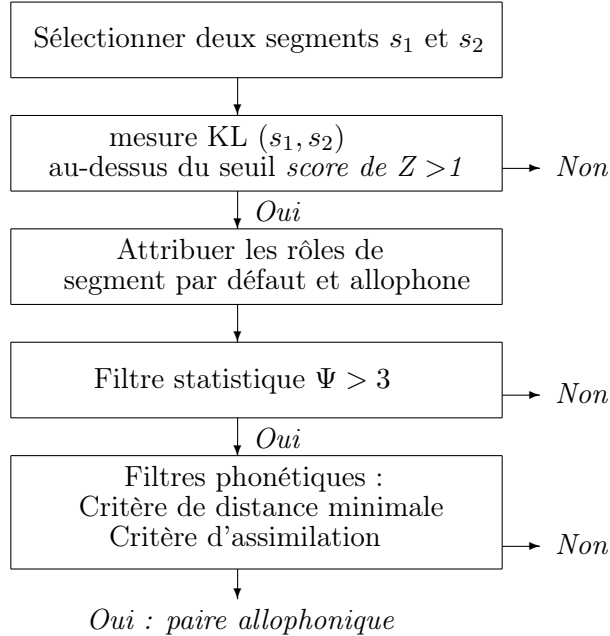 Sélectionner deux segments s₁ et s₂
mesure KL (s₁, s₂)
au-dessus du seuil score de Z >1
Non
Oui
Attribuer les rôles de
segment par défaut et allophone
Filtre statistique Ψ > 3
Non
Oui
Filtres phonétiques :
Critère de distance minimale
Critère d'assimilation
Non
Oui : paire allophonique